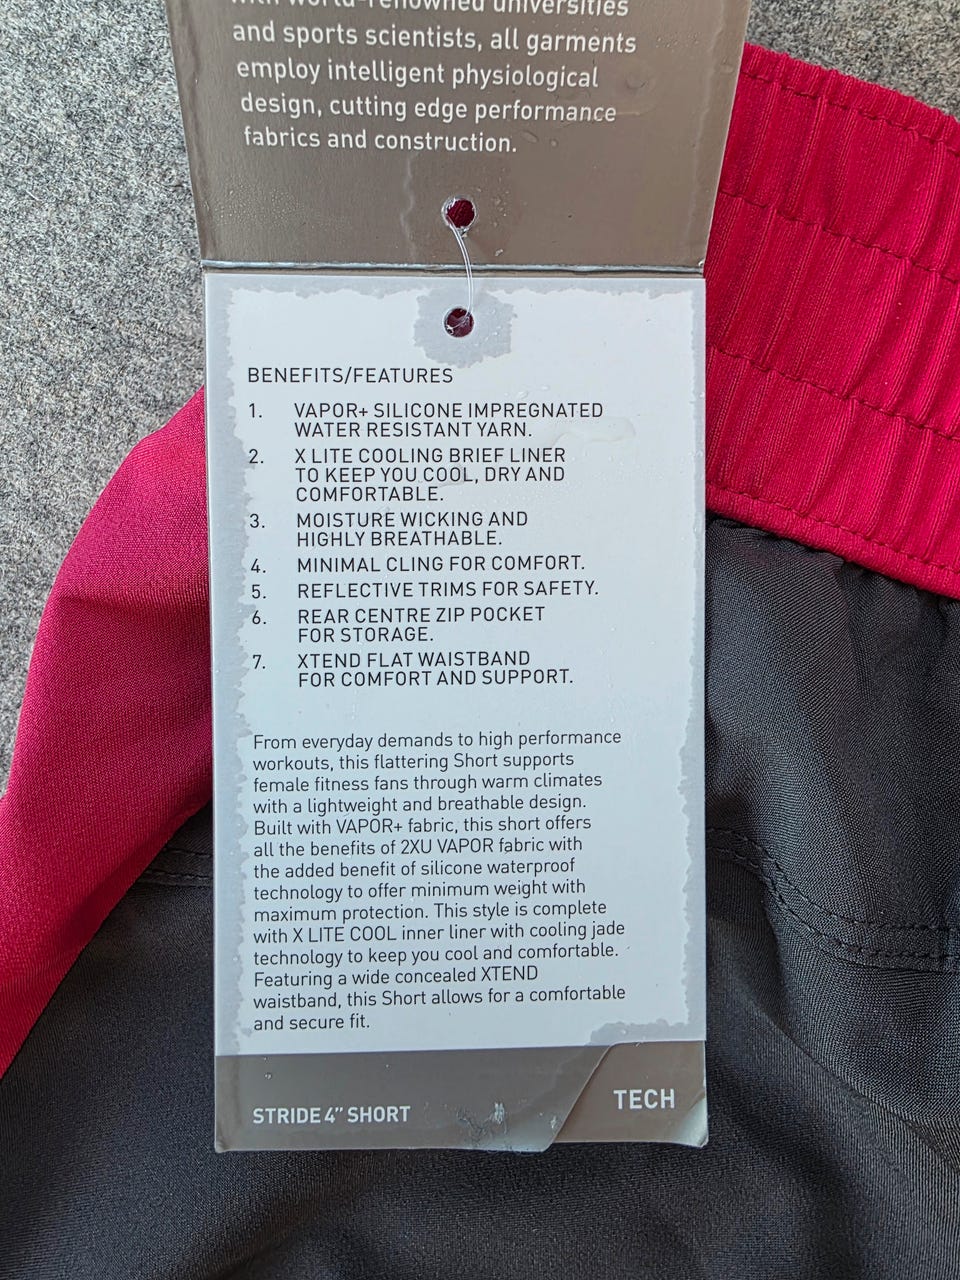 with world-renowned universities
and sports scientists, all garments
employ intelligent physiological
design, cutting edge performance
fabrics and construction.
BENEFITS/FEATURES
1. VAPOR+ SILICONE IMPREGNATED
WATER RESISTANT YARN.
2. X LITE COOLING BRIEF LINER
TO KEEP YOU COOL, DRY AND
COMFORTABLE.
3. MOISTURE WICKING AND
HIGHLY BREATHABLE.
4. MINIMAL CLING FOR COMFORT.
5. REFLECTIVE TRIMS FOR SAFETY.
6. REAR CENTRE ZIP POCKET
FOR STORAGE.
7. XTEND FLAT WAISTBAND
FOR COMFORT AND SUPPORT.
From everyday demands to high performance
workouts, this flattering Short supports
female fitness fans through warm climates
with a lightweight and breathable design.
Built with VAPOR+ fabric, this short offers
all the benefits of 2XU VAPOR fabric with
the added benefit of silicone waterproof
technology to offer minimum weight with
maximum protection. This style is complete
with X LITE COOL inner liner with cooling jade
technology to keep you cool and comfortable.
Featuring a wide concealed XTEND
waistband, this Short allows for a comfortable
and secure fit.
STRIDE 4” SHORT
TECH